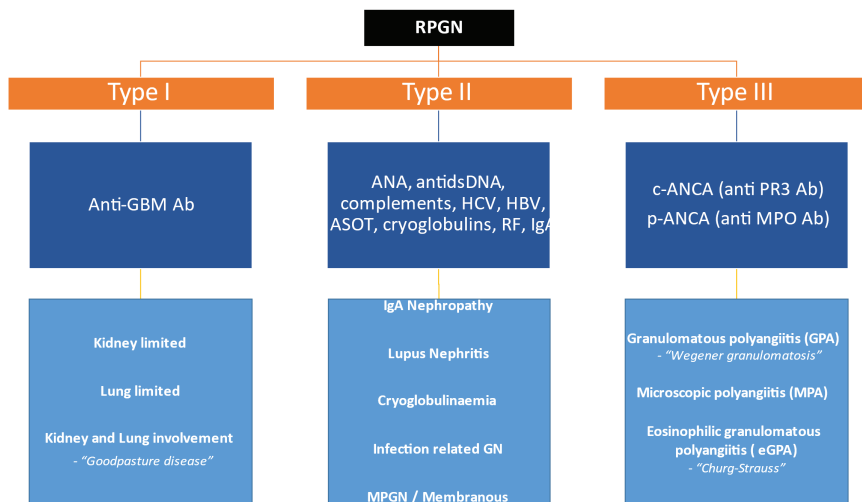 RPGN
Type I
Type II
Type III
Anti-GBM Ab
ANA, antidsDNA,
complements, HCV, HBV,
ASOT, cryoglobulins, RF, IgA
c-ANCA (anti PR3 Ab)
p-ANCA (anti MPO Ab)
Kidney limited
Lung limited
Kidney and Lung involvement
- "Goodpasture disease"
IgA Nephropathy
Lupus Nephritis
Cryoglobulinaemia
Infection related GN
MPGN / Membranous
Granulomatous polyangiitis (GPA)
- "Wegener granulomatosis"
Microscopic polyangiitis (MPA)
Eosinophilic granulomatous
polyangiitis ( eGPA)
- "Churg-Strauss"